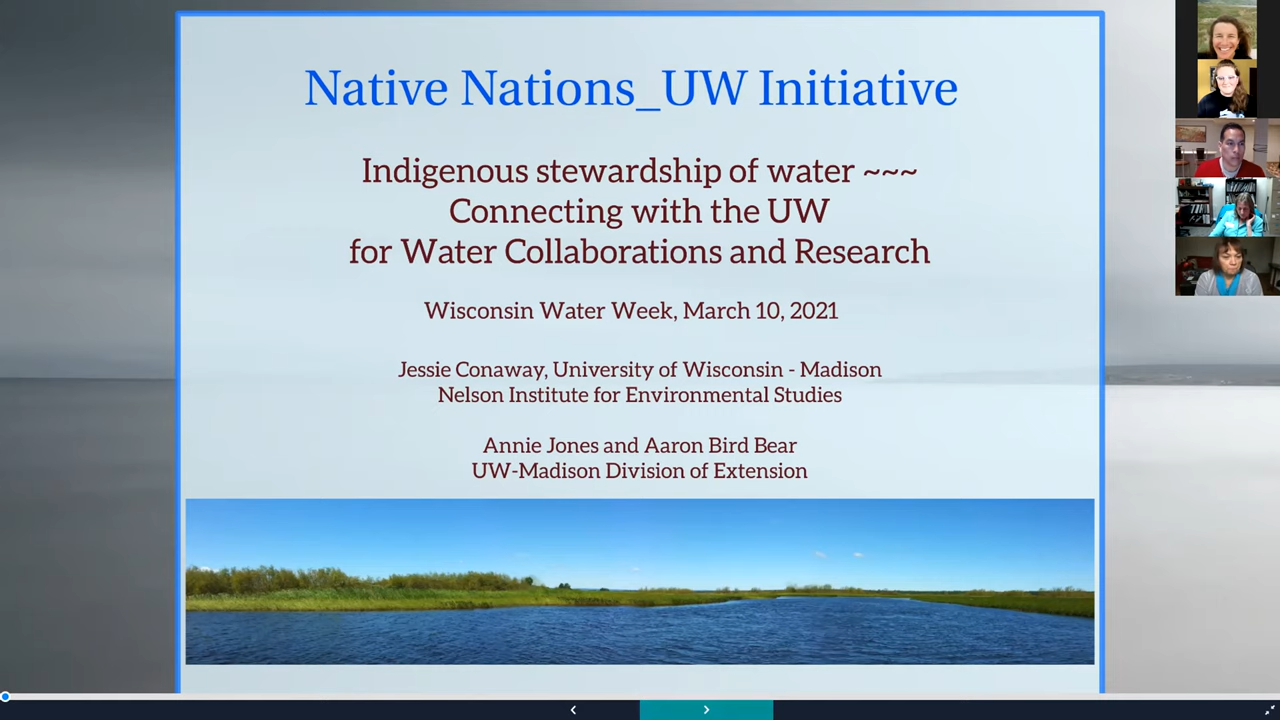 Native Nations_UW Initiative
Indigenous stewardship of water ~~~
Connecting with the UW
for Water Collaborations and Research
Wisconsin Water Week, March 10, 2021
Jessie Conaway, University of Wisconsin - Madison
Nelson Institute for Environmental Studies
Annie Jones and Aaron Bird Bear
UW-Madison Division of Extension